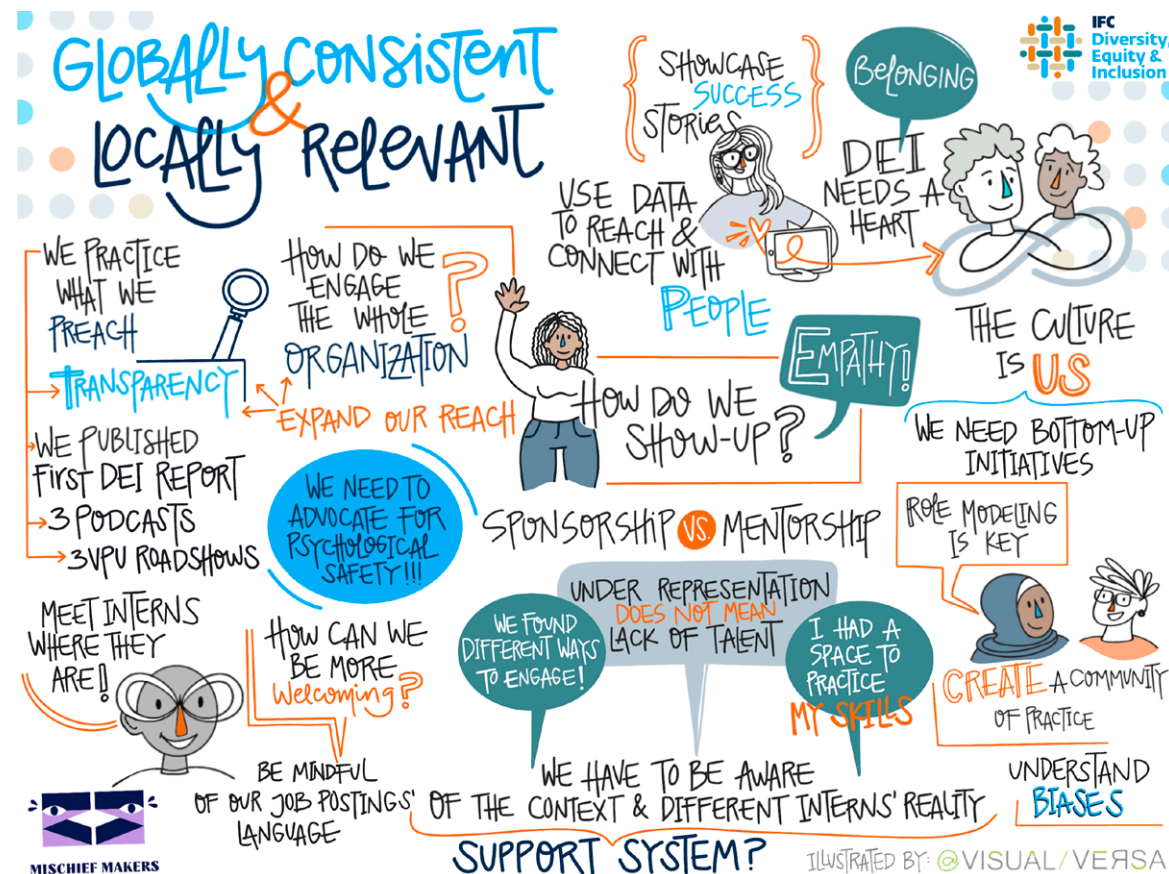 GLOBALLY CONSISTENT
&
LOCALLY RELEVANT
SHOWCASE
SUCCESS
STORIES
BELONGING
IFC
Diversity,
Equity &
Inclusion
USE DATA
TO REACH &
CONNECT WITH
PEOPLE
DEI
NEEDS A
HEART
WE PRACTICE
WHAT WE
PREACH
TRANSPARENCY
WE PUBLISHED
FIRST DEI REPORT
3 PODCASTS
3 VPU ROADSHOWS
HOW DO WE
ENGAGE
THE WHOLE
ORGANIZATION
?
EXPAND OUR REACH
HOW DO WE
SHOW-UP?
EMPATHY!
THE CULTURE
IS US
WE NEED BOTTOM-UP
INITIATIVES
WE NEED TO
ADVOCATE FOR
PSYCHOLOGICAL
SAFETY!!!
SPONSORSHIP VS. MENTORSHIP
ROLE MODELING
IS KEY
UNDER REPRESENTATION
DOES NOT MEAN
LACK OF TALENT
MEET INTERNS
WHERE THEY
ARE!
HOW CAN WE
BE MORE
Welcoming?
WE FOUND
DIFFERENT WAYS
TO ENGAGE!
I HAD A
SPACE TO
PRACTICE
MY SKILLS
CREATE A COMMUNITY
OF PRACTICE
BE MINDFUL
OF OUR JOB POSTINGS'
LANGUAGE
WE HAVE TO BE AWARE
OF THE CONTEXT & DIFFERENT INTERNS' REALITY
UNDERSTAND
BIASES
SUPPORT SYSTEM?
MISCHIEF MAKERS
ILLUSTRATED BY: @VISUAL/VERSA